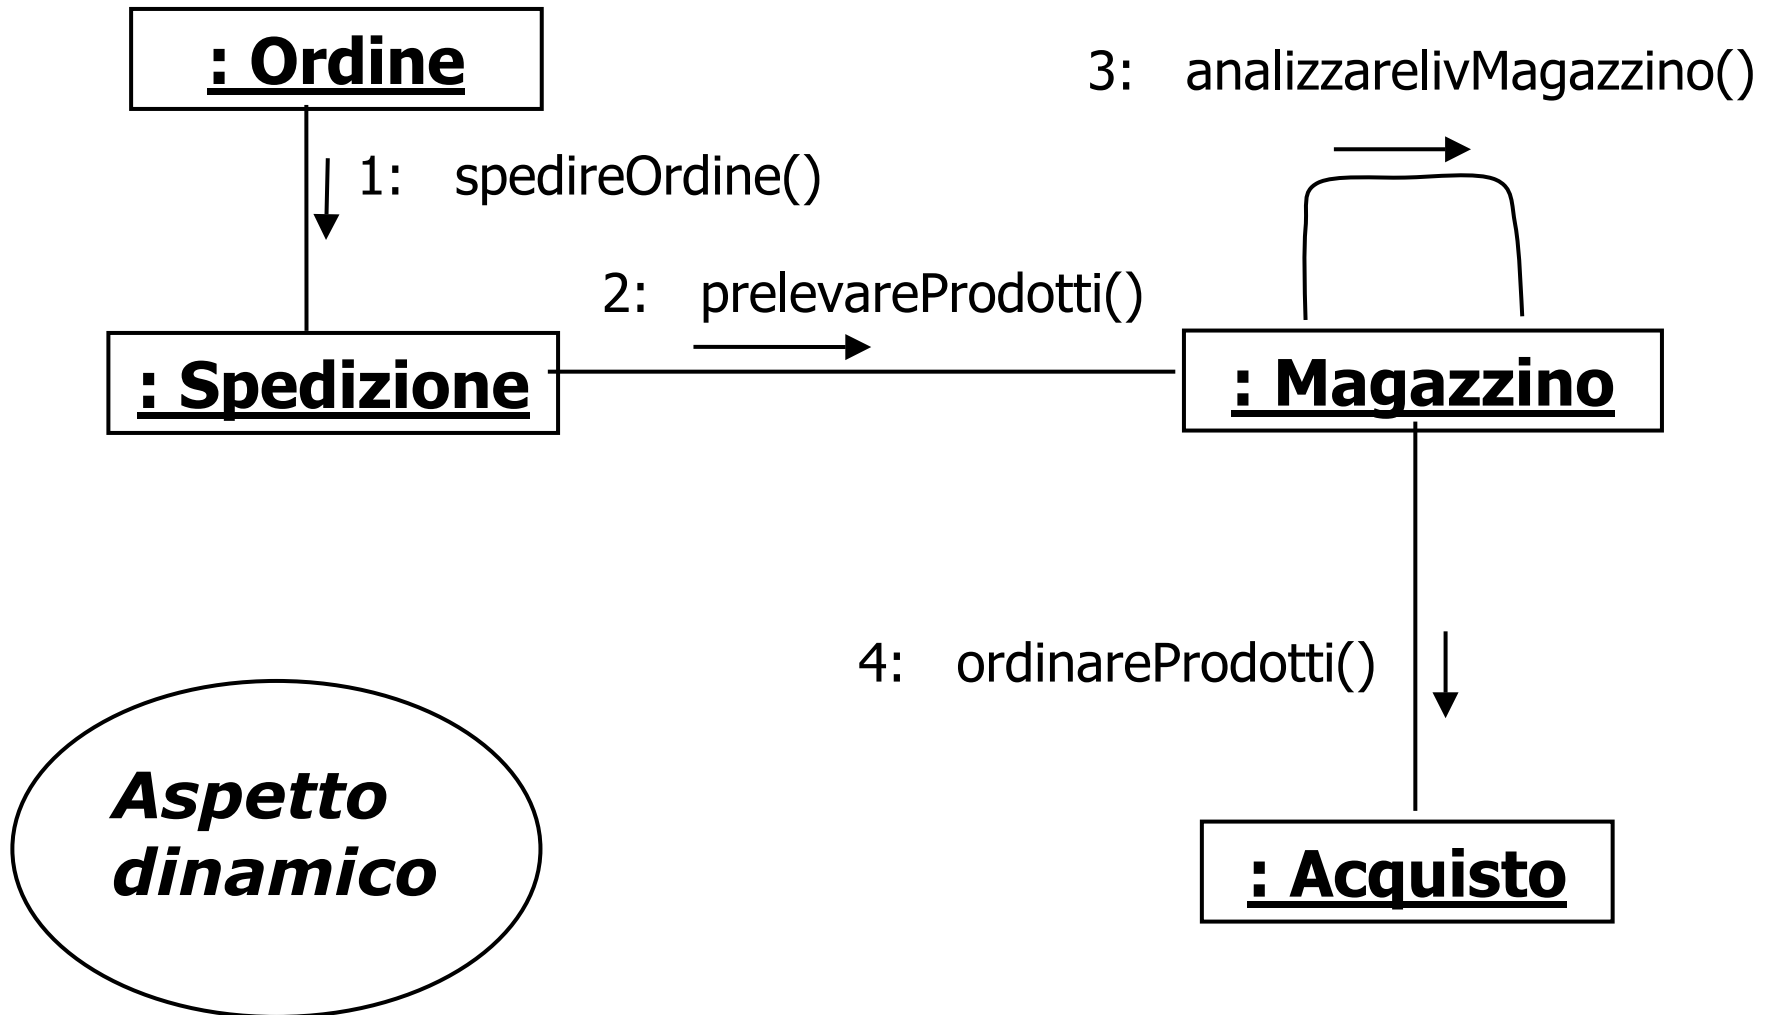 : Ordine
3: analizzarelivMagazzino()
1: spedireOrdine()
2: prelevareProdotti()
: Spedizione
: Magazzino
4: ordinareProdotti()
Aspetto
dinamico
: Acquisto